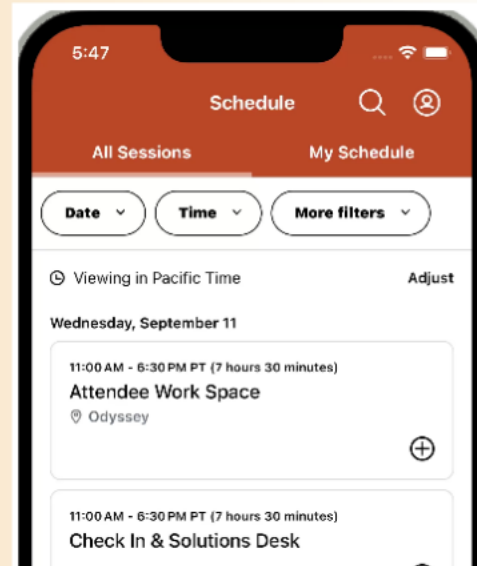 5:47
Schedule
All Sessions
My Schedule
Date
Time
More filters
Viewing in Pacific Time
Adjust
Wednesday, September 11
11:00 AM - 6:30 PM PT (7 hours 30 minutes)
Attendee Work Space
Odyssey
11:00 AM - 6:30 PM PT (7 hours 30 minutes)
Check In & Solutions Desk